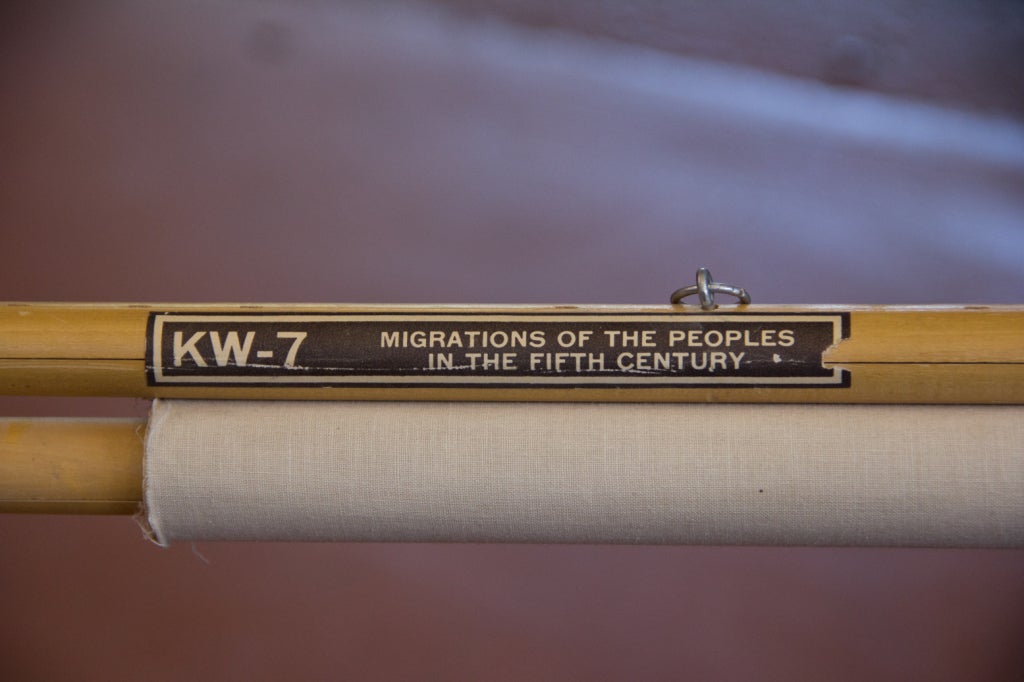 KW-7
MIGRATIONS OF THE PEOPLES
IN THE FIFTH CENTURY